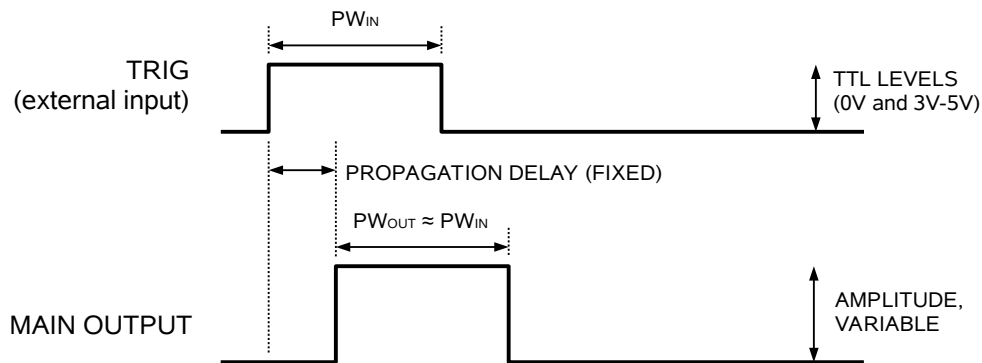 PWIN
TRIG
(external input)
TTL LEVELS
(0V and 3V-5V)
PROPAGATION DELAY (FIXED)
PWOUT ≈ PWIN
MAIN OUTPUT
AMPLITUDE,
VARIABLE